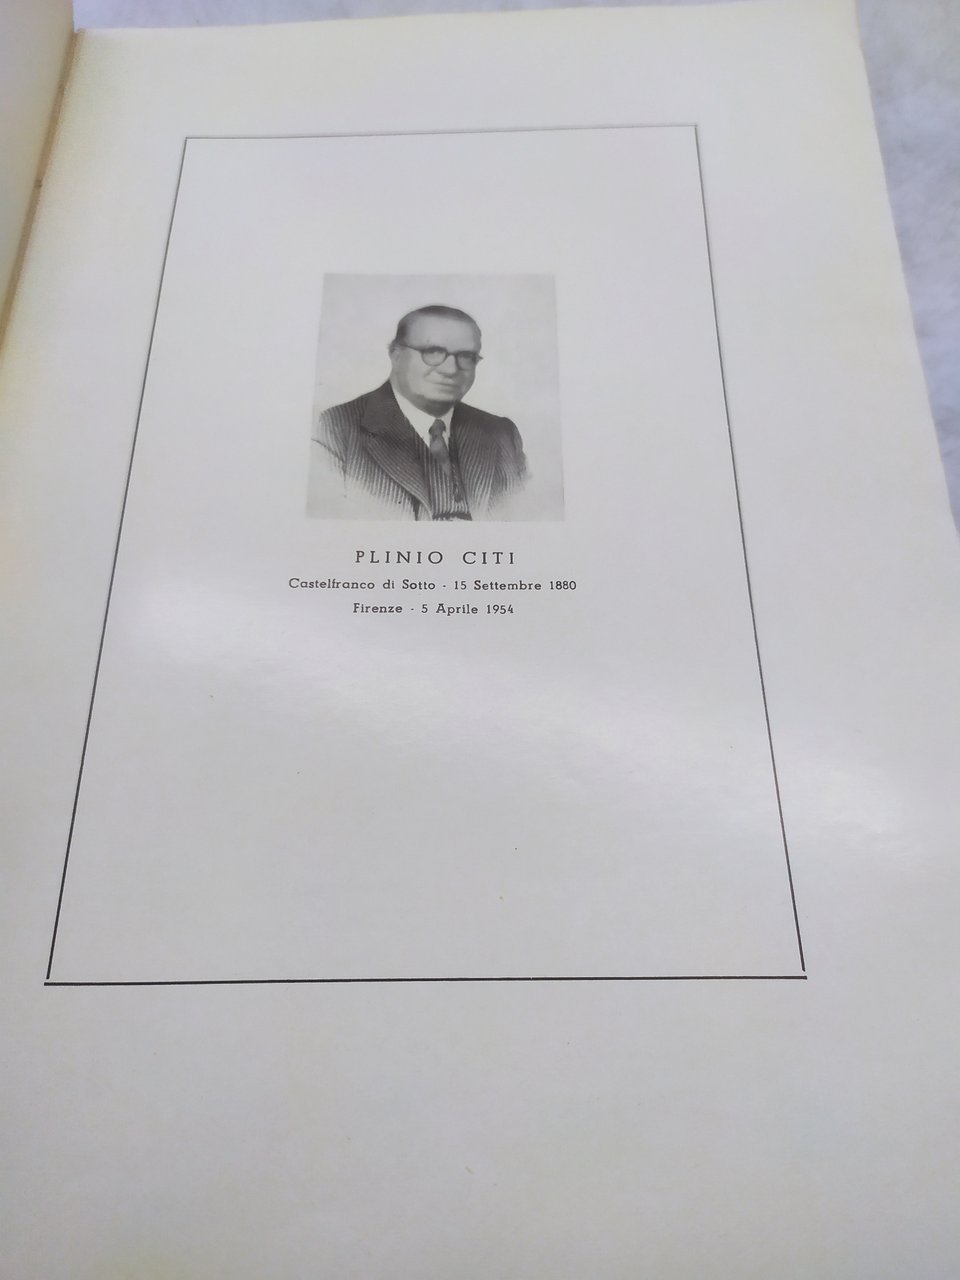 PLINIO CITI
Castelfranco di Sotto - 15 Settembre 1880
Firenze - 5 Aprile 1954